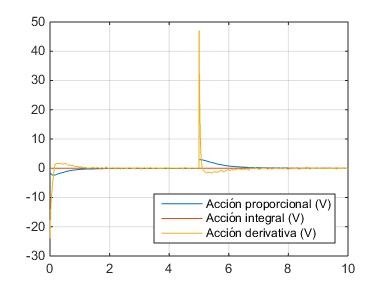 50
40
30
20
10
0
-10
-20
-30
Acción proporcional (V)
Acción integral (V)
Acción derivativa (V)
0 2 4 6 8 10